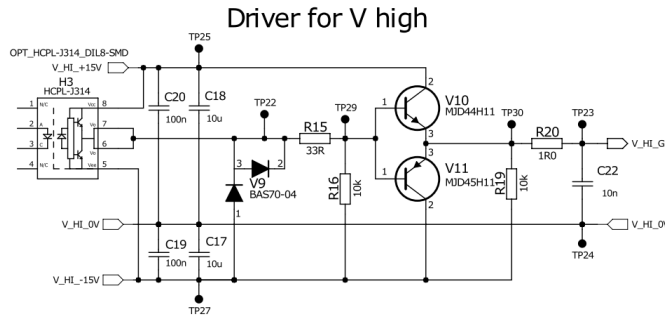 Driver for V high
OPT_HCPL-J314_DIL8-SMD
TP25
V_HI_+15V
H3
HCPL-J314
1 N/C Vcc 8
2 A Vo 7
3 C Vo 6
4 N/C Vee 5
C20
100n
C18
10u
TP22
R15
33R
TP29
R16
10k
3 2
V9
BAS70-04
1
2
1
V10
MJD44H11
3
3
1
V11
MJD45H11
2
TP30
R20
1R0
TP23
V_HI_G
R19
10k
C22
10n
V_HI_0V
V_HI_0V
TP24
C19
100n
C17
10u
V_HI_-15V
TP27